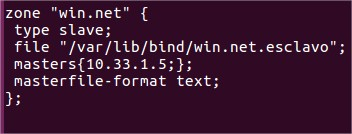 zone "win.net" {
type slave;
file "/var/lib/bind/win.net.esclavo";
masters{10.33.1.5;};
masterfile-format text;
};